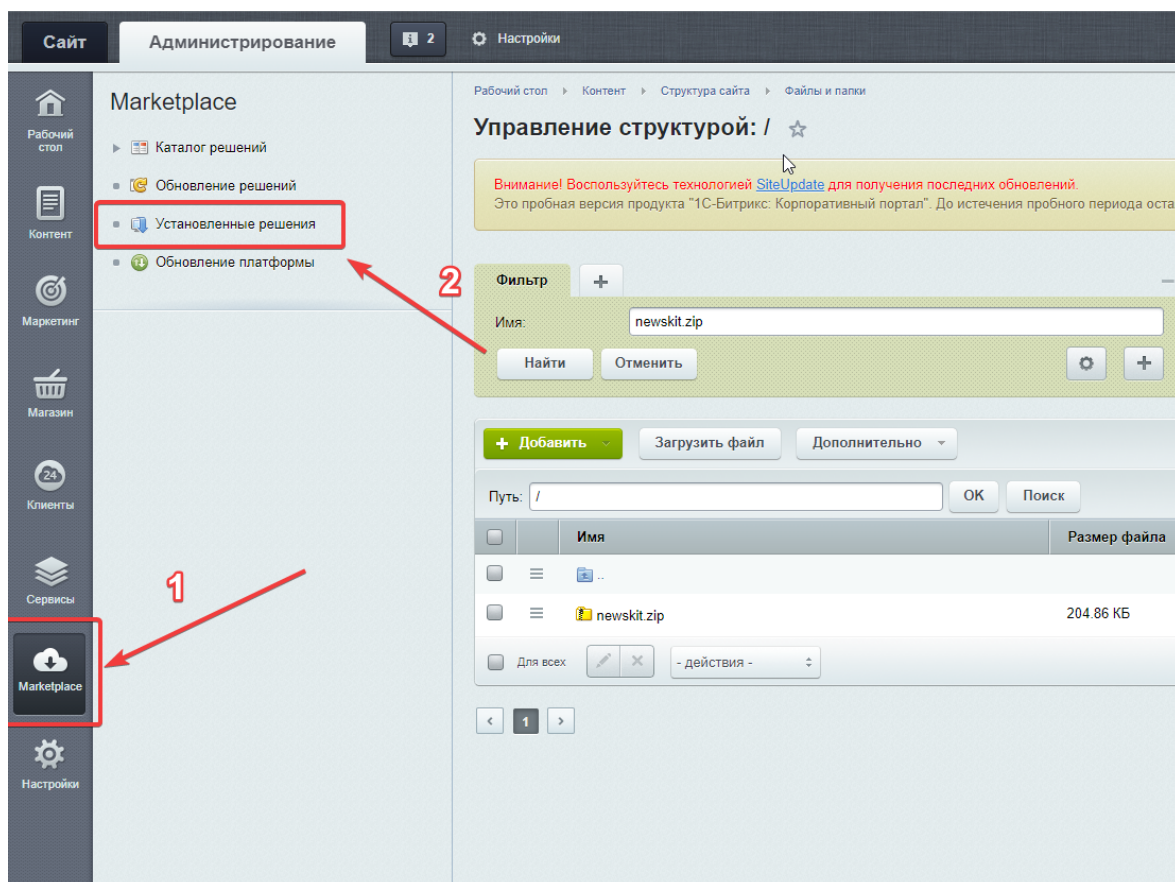 Сайт
Администрирование
2
Настройки
Рабочий стол
Контент
Маркетинг
Магазин
24
Клиенты
Сервисы
Marketplace
Настройки
1
Marketplace
Каталог решений
Обновление решений
Установленные решения
Обновление платформы
2
Рабочий стол Контент Структура сайта Файлы и папки
Управление структурой: /
Внимание! Воспользуйтесь технологией SiteUpdate для получения последних обновлений.
Это пробная версия продукта "1С-Битрикс: Корпоративный портал". До истечения пробного периода оста
Фильтр +
Имя: newskit.zip
Найти Отменить
+ Добавить Загрузить файл Дополнительно
Путь: / OK Поиск
Имя Размер файла
..
newskit.zip 204.86 КБ
Для всех - действия -
1